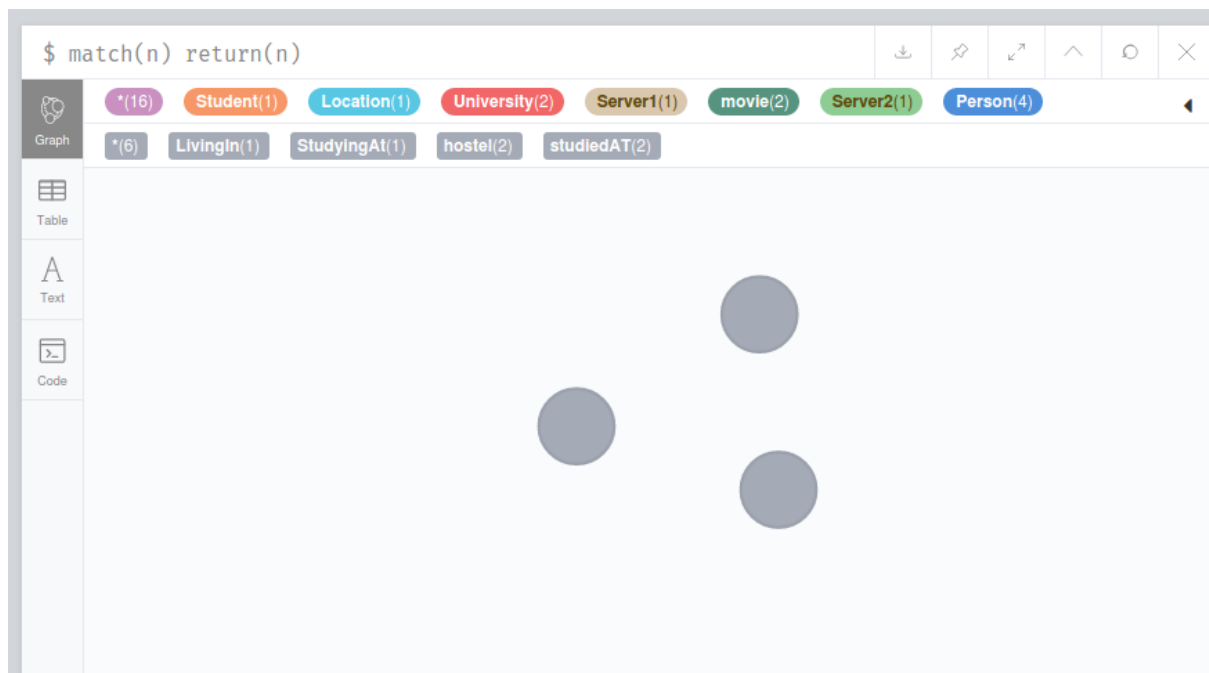 $ match(n) return(n)
*(16) Student(1) Location(1) University(2) Server1(1) movie(2) Server2(1) Person(4)
Graph
*(6) LivingIn(1) StudyingAt(1) hostel(2) studiedAT(2)
Table
A
Text
>_
Code